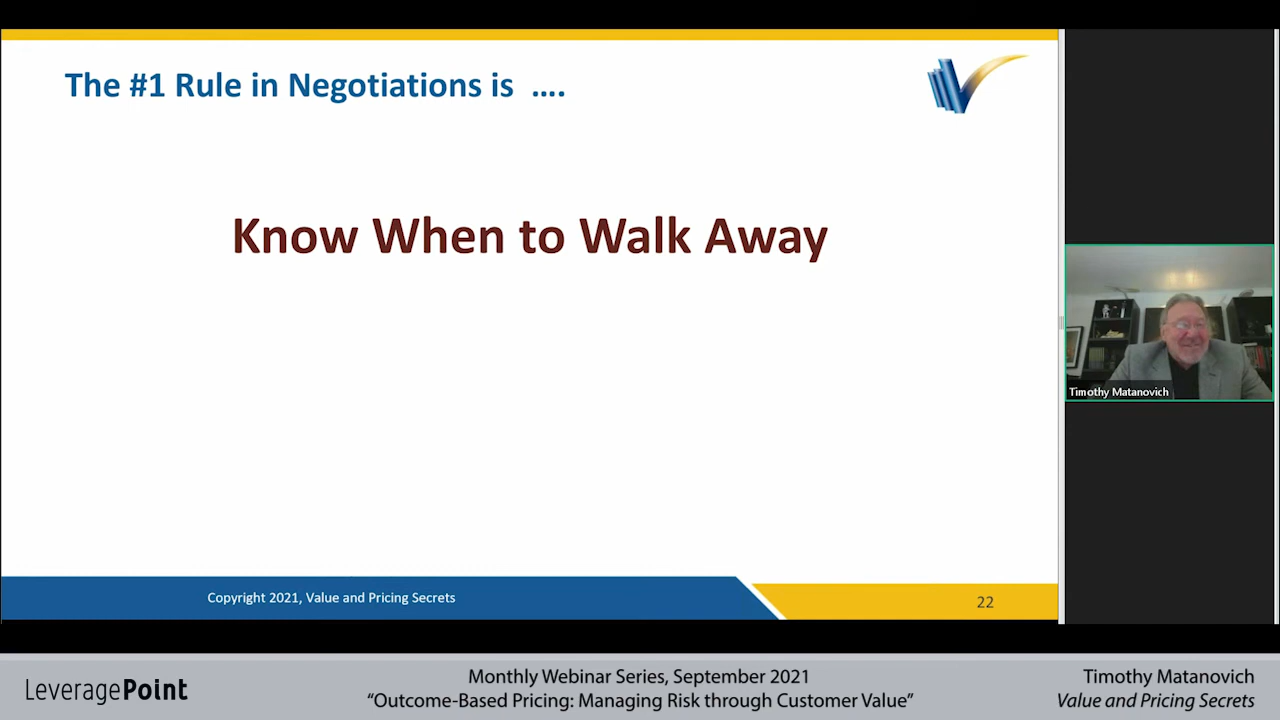 The #1 Rule in Negotiations is ....
Know When to Walk Away
Timothy Matanovich
Copyright 2021, Value and Pricing Secrets
22
LeveragePoint
Monthly Webinar Series, September 2021
“Outcome-Based Pricing: Managing Risk through Customer Value”
Timothy Matanovich
Value and Pricing Secrets